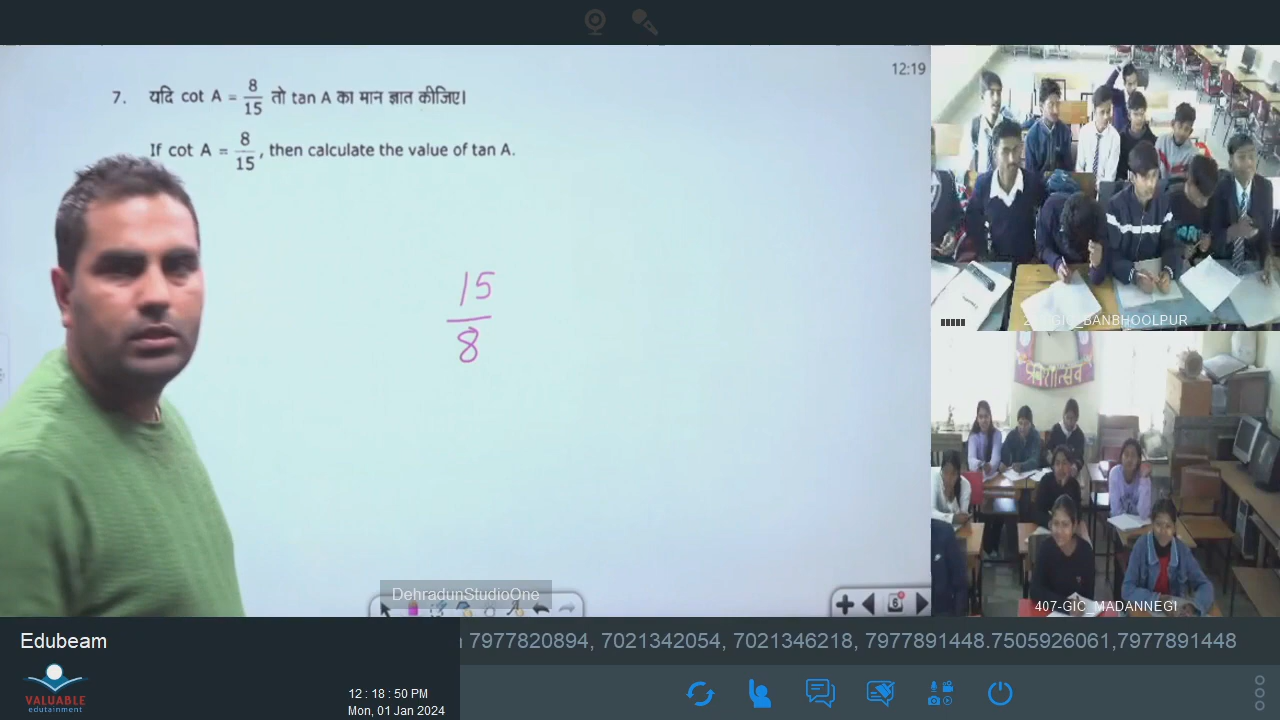 12:19
7. यदि cot A = 8/15 तो tan A का मान ज्ञात कीजिए।
If cot A = 8/15, then calculate the value of tan A.
15
8
DehradunStudioOne
6
BANBHOOLPUR
407-GIC_MADANNEGI
Edubeam
7977820894, 7021342054, 7021346218, 7977891448.7505926061,7977891448
VALUABLE
edutainment
12 : 18 : 50 PM
Mon, 01 Jan 2024